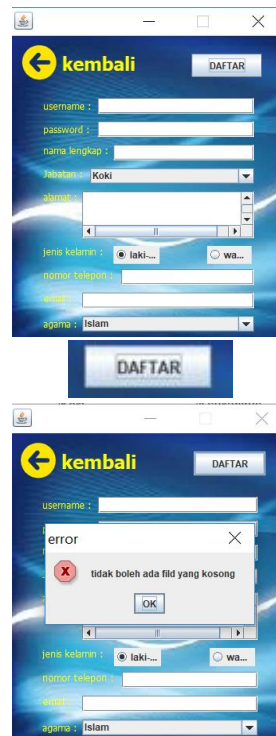 kembali DAFTAR
username :
password :
nama lengkap :
Jabatan : Koki
alamat :
jenis kelamin : laki-... wa...
nomor telepon :
email :
agama : Islam
DAFTAR
kembali DAFTAR
username :
error
tidak boleh ada fild yang kosong
OK
jenis kelamin : laki-... wa...
nomor telepon :
email :
agama : Islam